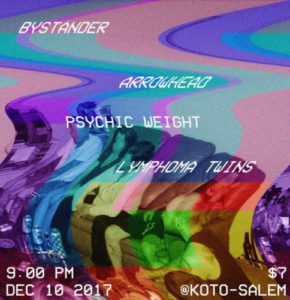 BYSTANDER
ARROWHEAD
PSYCHIC WEIGHT
LYMPHOMA TWINS
9:00 PM $7
DEC 10 2017 @KOTO-SALEM